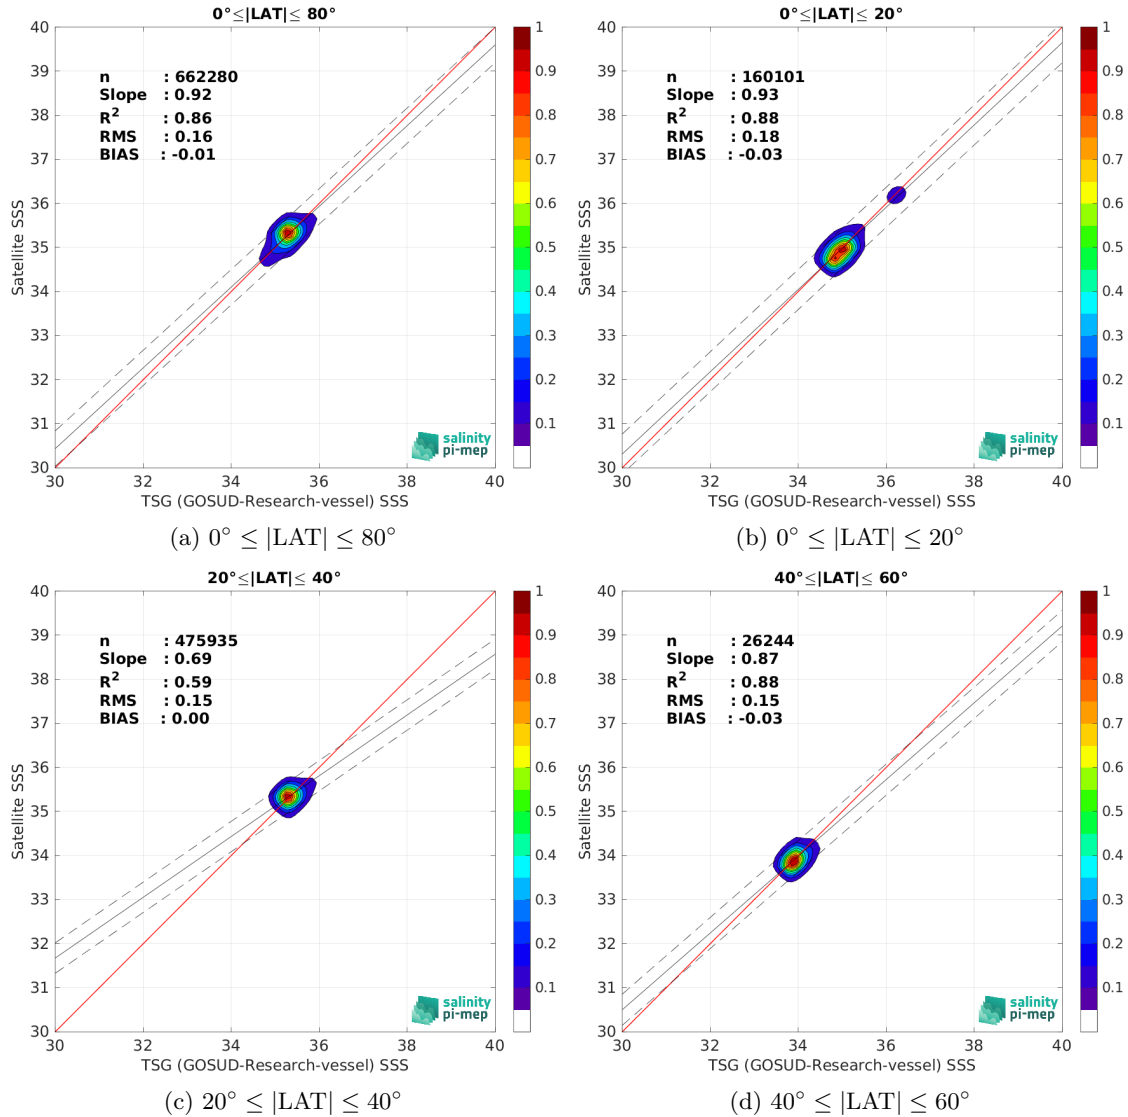 0°≤|LAT|≤ 80°
n : 662280
Slope : 0.92
R² : 0.86
RMS : 0.16
BIAS : -0.01
40
39
38
37
36
35
34
33
32
31
30
Satellite SSS
30 32 34 36 38 40
TSG (GOSUD-Research-vessel) SSS
1
0.9
0.8
0.7
0.6
0.5
0.4
0.3
0.2
0.1
salinity
pi-mep
(a) 0° ≤ |LAT| ≤ 80°
0°≤|LAT|≤ 20°
n : 160101
Slope : 0.93
R² : 0.88
RMS : 0.18
BIAS : -0.03
40
39
38
37
36
35
34
33
32
31
30
Satellite SSS
30 32 34 36 38 40
TSG (GOSUD-Research-vessel) SSS
1
0.9
0.8
0.7
0.6
0.5
0.4
0.3
0.2
0.1
salinity
pi-mep
(b) 0° ≤ |LAT| ≤ 20°
20°≤|LAT|≤ 40°
n : 475935
Slope : 0.69
R² : 0.59
RMS : 0.15
BIAS : 0.00
40
39
38
37
36
35
34
33
32
31
30
Satellite SSS
30 32 34 36 38 40
TSG (GOSUD-Research-vessel) SSS
1
0.9
0.8
0.7
0.6
0.5
0.4
0.3
0.2
0.1
salinity
pi-mep
(c) 20° ≤ |LAT| ≤ 40°
40°≤|LAT|≤ 60°
n : 26244
Slope : 0.87
R² : 0.88
RMS : 0.15
BIAS : -0.03
40
39
38
37
36
35
34
33
32
31
30
Satellite SSS
30 32 34 36 38 40
TSG (GOSUD-Research-vessel) SSS
1
0.9
0.8
0.7
0.6
0.5
0.4
0.3
0.2
0.1
salinity
pi-mep
(d) 40° ≤ |LAT| ≤ 60°